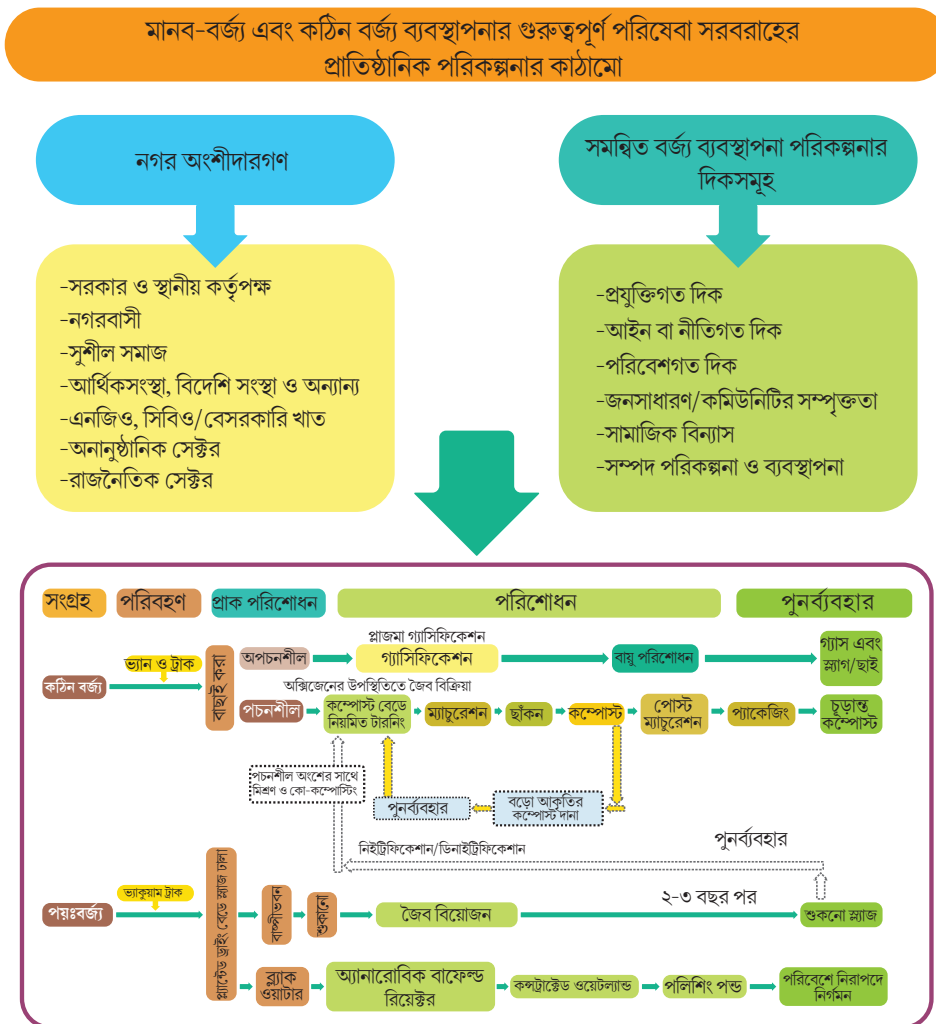 মানব-বর্জ্য এবং কঠিন বর্জ্য ব্যবস্থাপনার গুরুত্বপূর্ণ পরিষেবা সরবরাহের
প্রাতিষ্ঠানিক পরিকল্পনার কাঠামো
নগর অংশীদারগণ
সমন্বিত বর্জ্য ব্যবস্থাপনা পরিকল্পনার
দিকসমূহ
-সরকার ও স্থানীয় কর্তৃপক্ষ
-নগরবাসী
-সুশীল সমাজ
-আর্থিকসংস্থা, বিদেশি সংস্থা ও অন্যান্য
-এনজিও, সিবিও/বেসরকারি খাত
-অনানুষ্ঠানিক সেক্টর
-রাজনৈতিক সেক্টর
-প্রযুক্তিগত দিক
-আইন বা নীতিগত দিক
-পরিবেশগত দিক
-জনসাধারণ/কমিউনিটির সম্পৃক্ততা
-সামাজিক বিন্যাস
-সম্পদ পরিকল্পনা ও ব্যবস্থাপনা
সংগ্রহ
পরিবহণ
প্রাক পরিশোধন
পরিশোধন
পুনর্ব্যবহার
কঠিন বর্জ্য
ভ্যান ও ট্রাক
বাছাই করা
অপচনশীল
প্লাজমা গ্যাসিফিকেশন
গ্যাসিফিকেশন
বায়ু পরিশোধন
গ্যাস এবং
স্ল্যাগ/ছাই
অক্সিজেনের উপস্থিতিতে জৈব বিক্রিয়া
পচনশীল
কম্পোস্ট বেডে
নিয়মিত টারনিং
ম্যাচুরেশন
ছাঁকন
কম্পোস্ট
পোস্ট
ম্যাচুরেশন
প্যাকেজিং
চূড়ান্ত
কম্পোস্ট
পচনশীল অংশের সাথে
মিশ্রণ ও কো-কম্পোস্টিং
পুনর্ব্যবহার
বড়ো আকৃতির
কম্পোস্ট দানা
নিইট্রিফিকেশান/ডিনাইট্রিফিকেশান
পুনর্ব্যবহার
পয়ঃবর্জ্য
ভ্যাকুয়াম ট্রাক
প্ল্যান্টেড ড্রাইং বেডে স্ল্যাজ ঢালা
বাষ্পীভবন
শুকানো
জৈব বিয়োজন
২-৩ বছর পর
শুকনো স্ল্যাজ
ব্ল্যাক
ওয়াটার
অ্যানারোবিক বাফেল্ড
রিয়েক্টর
কন্সট্রাক্টেড ওয়েটল্যান্ড
পলিশিং পন্ড
পরিবেশে নিরাপদে
নির্গমন